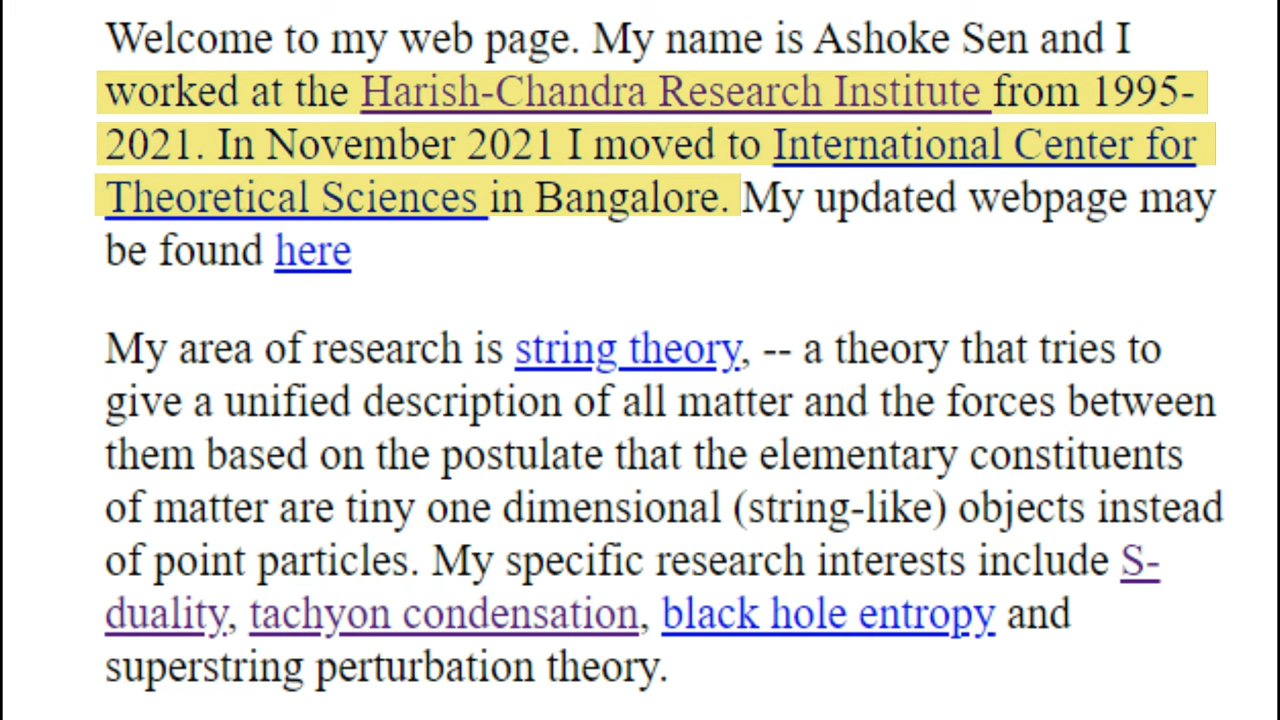 Welcome to my web page. My name is Ashoke Sen and I
worked at the Harish-Chandra Research Institute from 1995-
2021. In November 2021 I moved to International Center for
Theoretical Sciences in Bangalore. My updated webpage may
be found here
My area of research is string theory, -- a theory that tries to
give a unified description of all matter and the forces between
them based on the postulate that the elementary constituents
of matter are tiny one dimensional (string-like) objects instead
of point particles. My specific research interests include S-
duality, tachyon condensation, black hole entropy and
superstring perturbation theory.